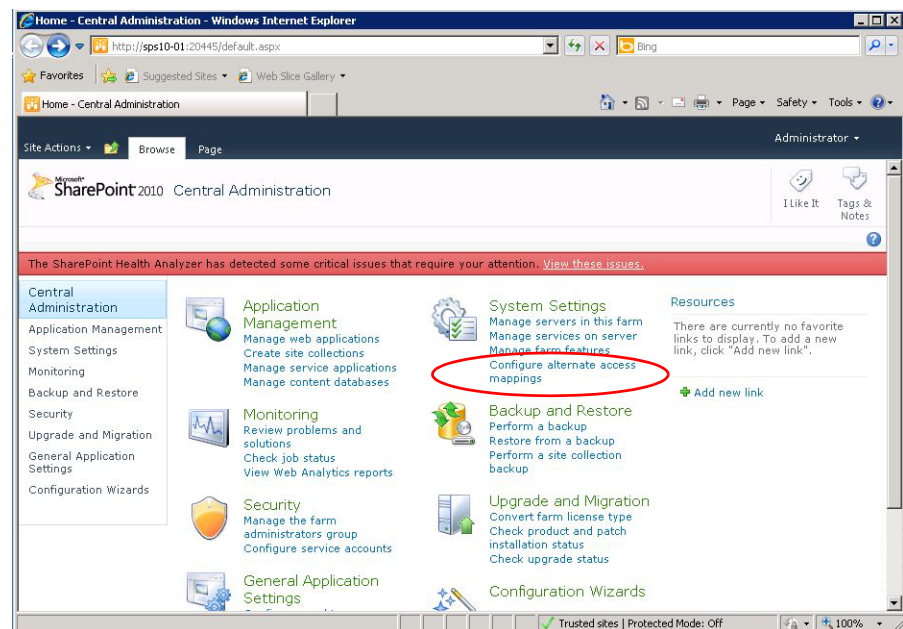 Home - Central Administration - Windows Internet Explorer
http://sps10-01:20445/default.aspx
Bing
Favorites
Suggested Sites
Web Slice Gallery
Home - Central Administration
Page
Safety
Tools
Site Actions
Browse
Page
Administrator
Microsoft
SharePoint 2010
Central Administration
I Like It
Tags &
Notes
The SharePoint Health Analyzer has detected some critical issues that require your attention. View these issues.
Central
Administration
Application Management
System Settings
Monitoring
Backup and Restore
Security
Upgrade and Migration
General Application
Settings
Configuration Wizards
Application
Management
Manage web applications
Create site collections
Manage service applications
Manage content databases
Monitoring
Review problems and
solutions
Check job status
View Web Analytics reports
Security
Manage the farm
administrators group
Configure service accounts
General Application
Settings
System Settings
Manage servers in this farm
Manage services on server
Manage farm features
Configure alternate access
mappings
Backup and Restore
Perform a backup
Restore from a backup
Perform a site collection
backup
Upgrade and Migration
Convert farm license type
Check product and patch
installation status
Check upgrade status
Configuration Wizards
Resources
There are currently no favorite
links to display. To add a new
link, click "Add new link".
Add new link
Trusted sites | Protected Mode: Off
100%